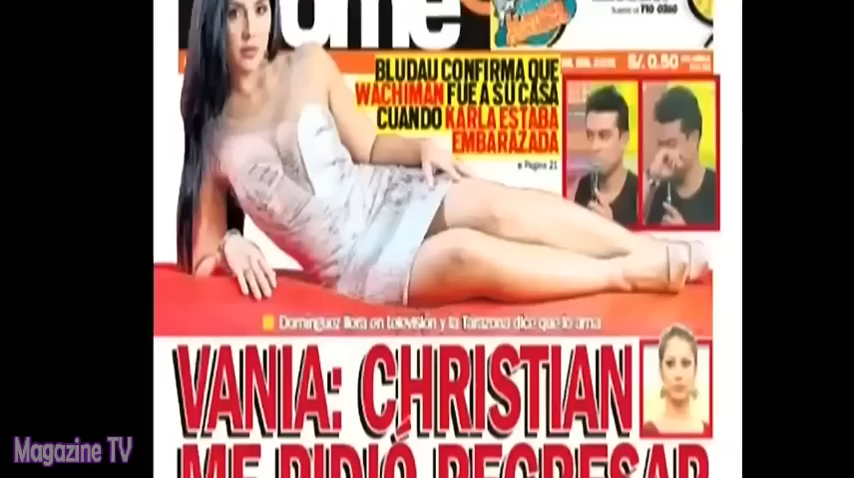 S/. 0.50
BLUDAU CONFIRMA QUE
WACHIMAN FUE A SU CASA
CUANDO KARLA ESTABA
EMBARAZADA
Página 21
Domínguez llora en televisión y la Tarazona dice que lo ama
VANIA: CHRISTIAN
ME PIDIÓ REGRESAR
Magazine TV